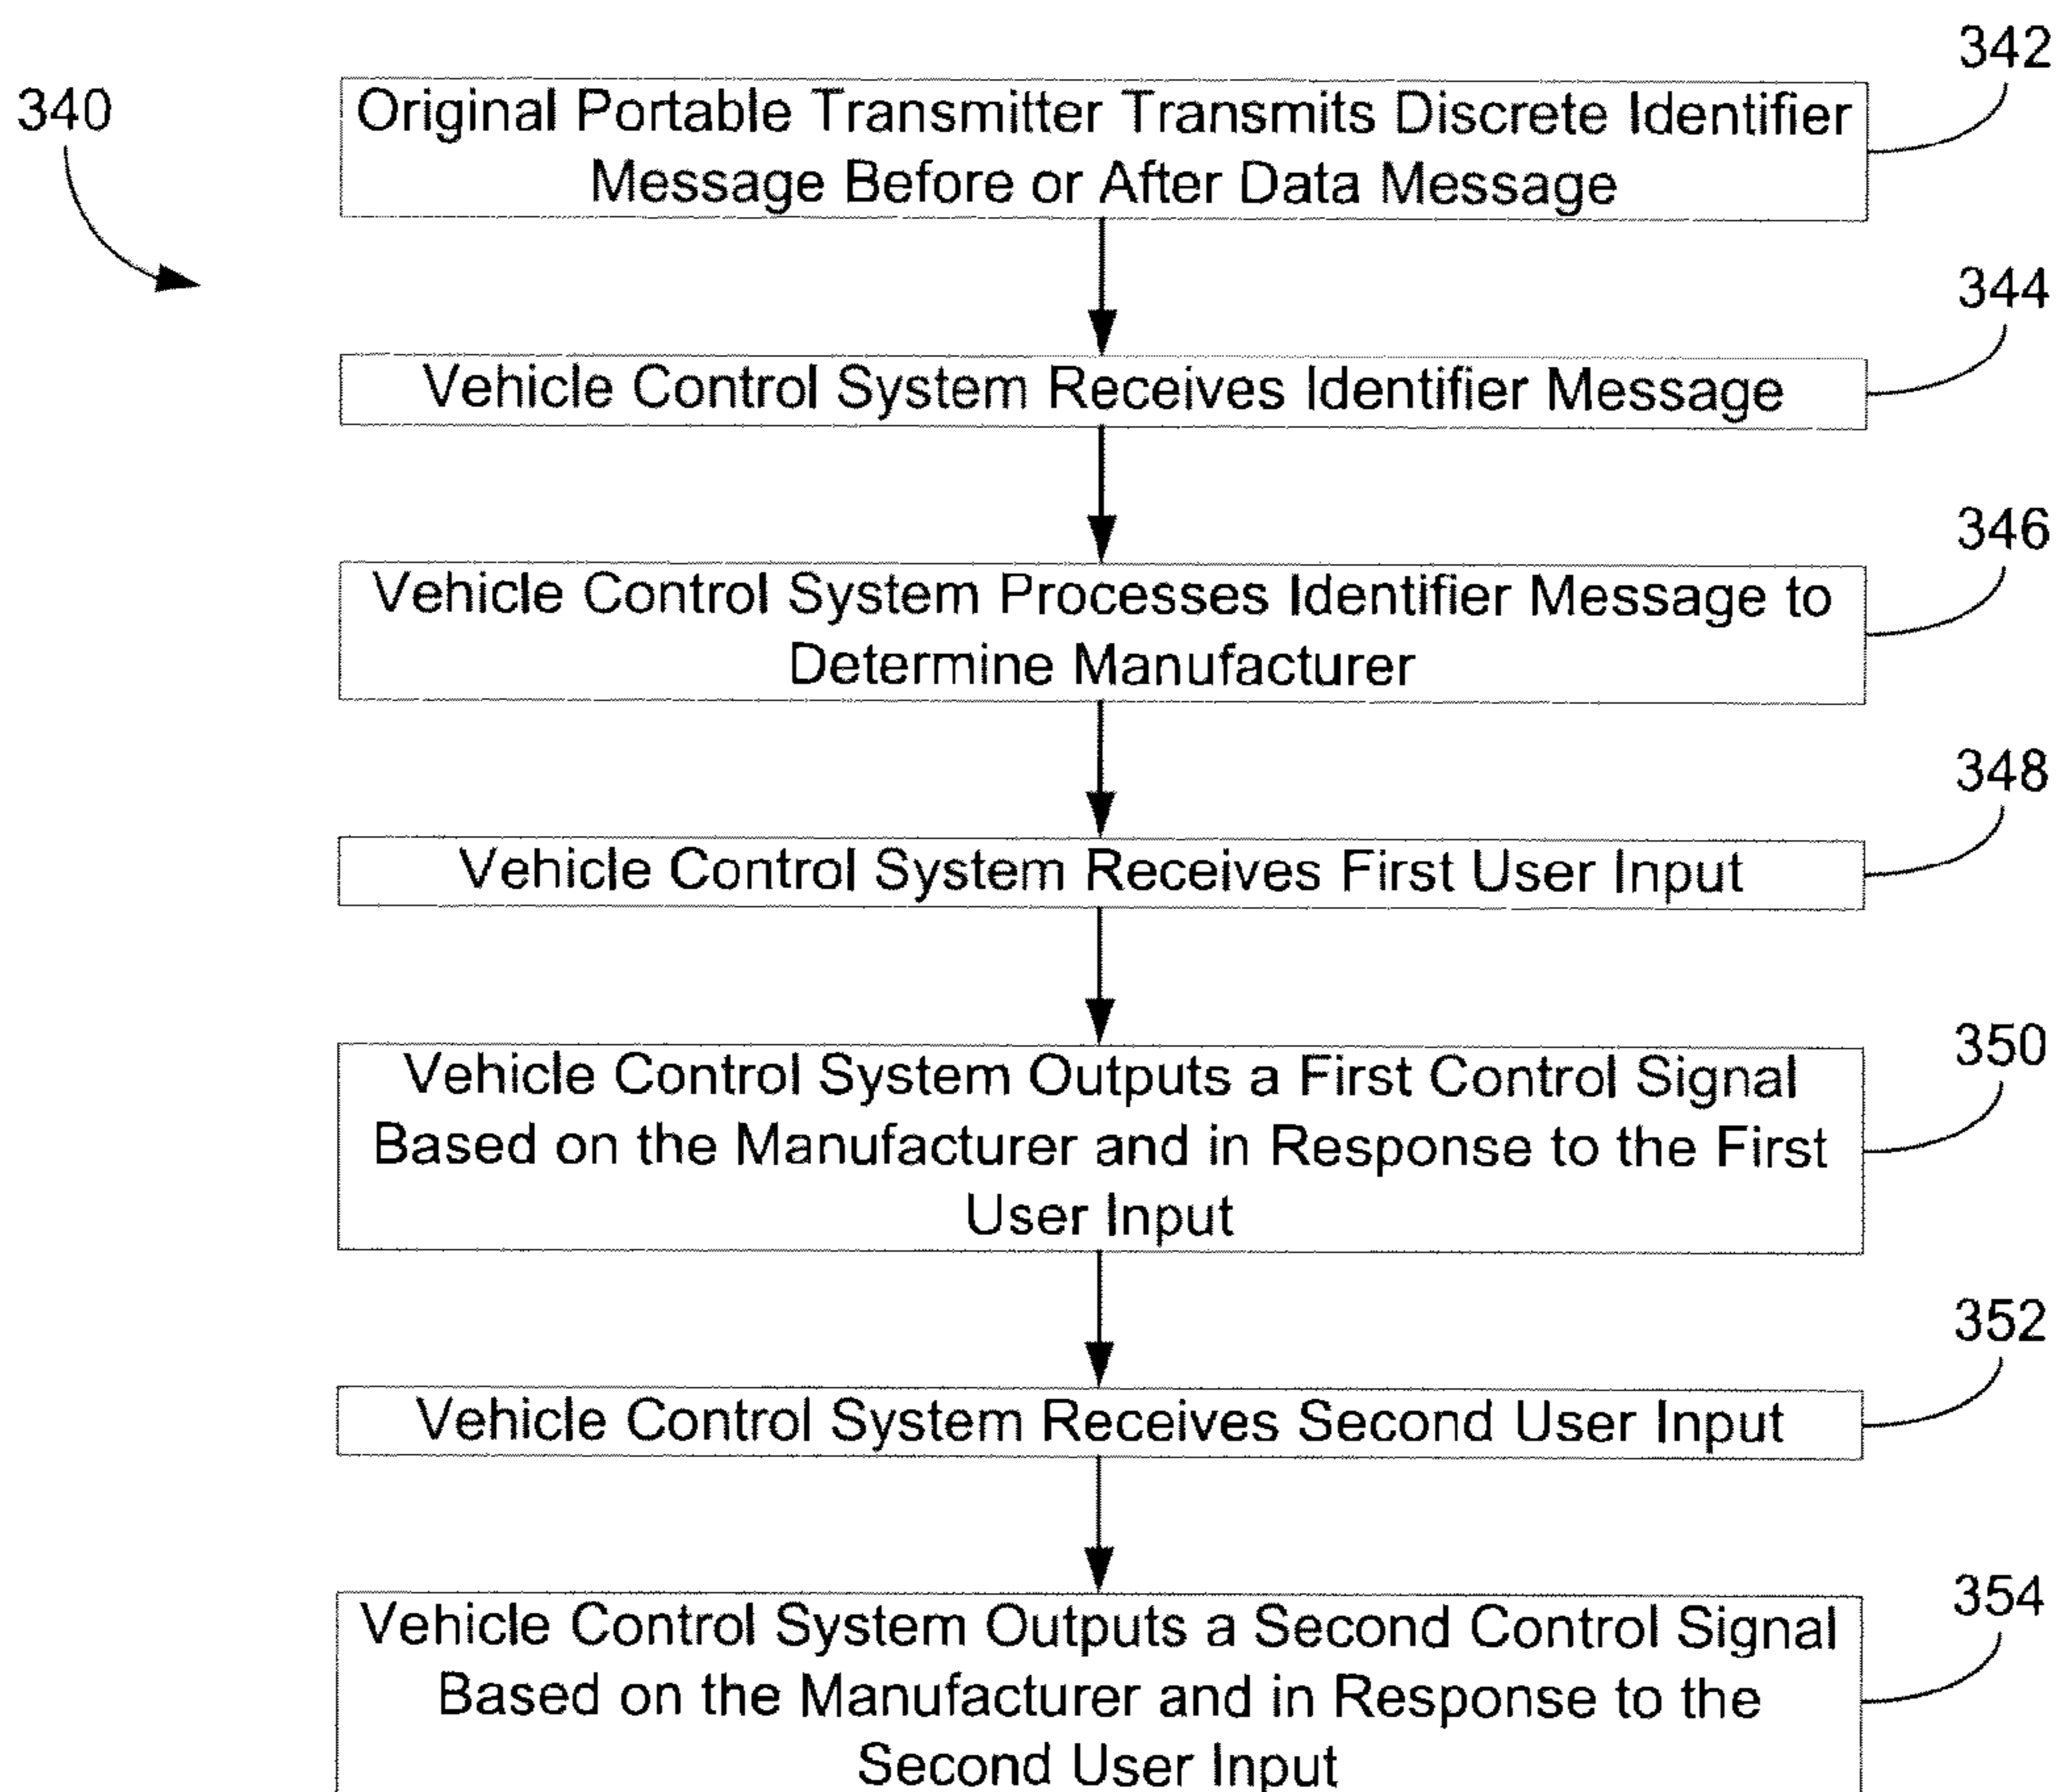 340
342
Original Portable Transmitter Transmits Discrete Identifier
Message Before or After Data Message
344
Vehicle Control System Receives Identifier Message
346
Vehicle Control System Processes Identifier Message to
Determine Manufacturer
348
Vehicle Control System Receives First User Input
350
Vehicle Control System Outputs a First Control Signal
Based on the Manufacturer and in Response to the First
User Input
352
Vehicle Control System Receives Second User Input
354
Vehicle Control System Outputs a Second Control Signal
Based on the Manufacturer and in Response to the
Second User Input